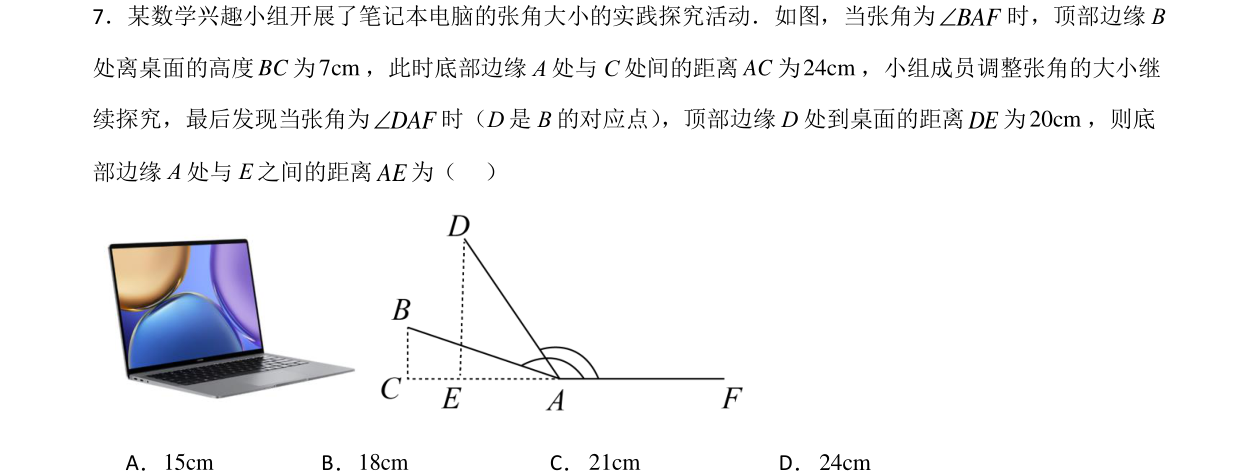 7．某数学兴趣小组开展了笔记本电脑的张角大小的实践探究活动．如图，当张角为∠BAF时，顶部边缘B
处离桌面的高度BC为7cm，此时底部边缘A处与C处间的距离AC为24cm，小组成员调整张角的大小继
续探究，最后发现当张角为∠DAF时（D是B的对应点），顶部边缘D处到桌面的距离DE为20cm，则底
部边缘A处与E之间的距离AE为（　）
D
B
C
E
A
F
A．15cm B．18cm C．21cm D．24cm